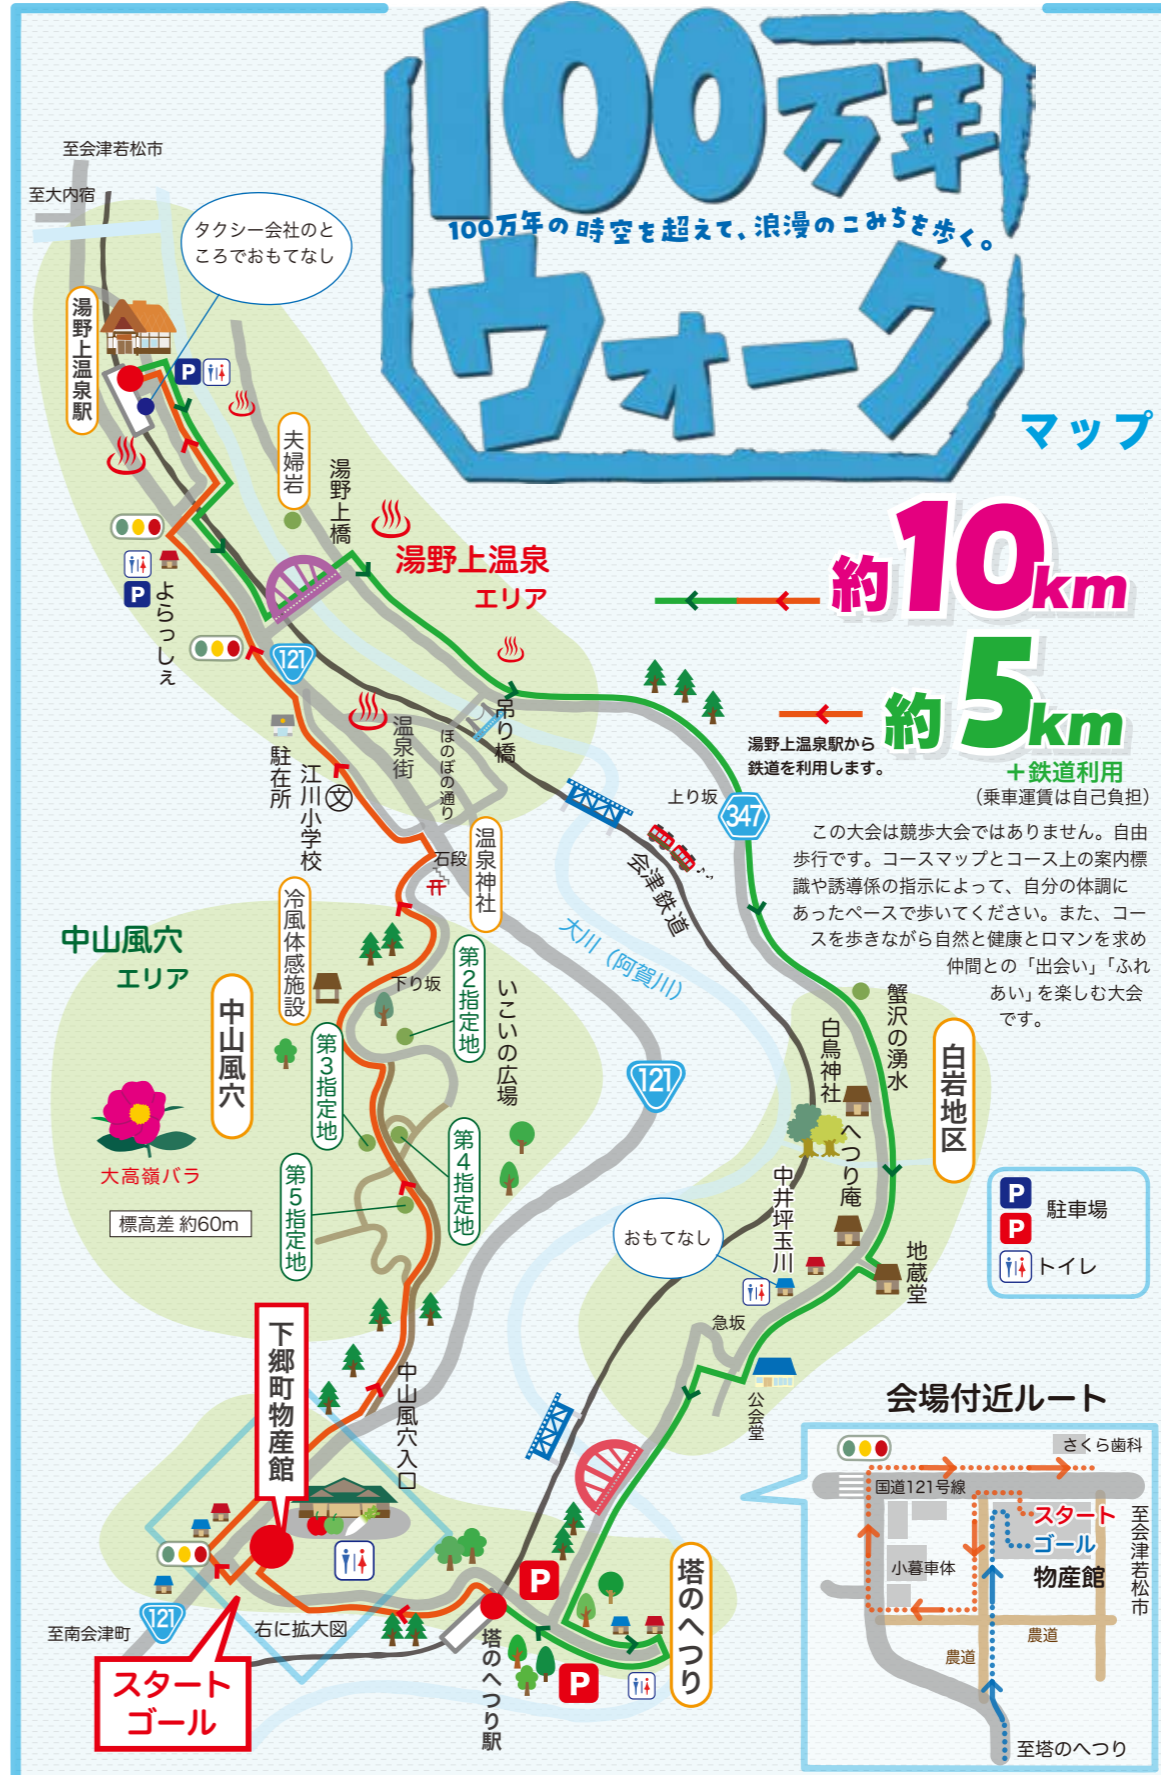 100万年
100万年の時空を超えて、浪漫のこみちを歩く。
ウォーク
マップ
至会津若松市
至大内宿
タクシー会社のと
ころでおもてなし
湯野上温泉駅
P
夫婦岩
湯野上橋
湯野上温泉
エリア
約10km
約5km
湯野上温泉駅から
鉄道を利用します。
+鉄道利用
(乗車運賃は自己負担)
この大会は競歩大会ではありません。自由
歩行です。コースマップとコース上の案内標
識や誘導係の指示によって、自分の体調に
あったペースで歩いてください。また、コー
スを歩きながら自然と健康とロマンを求め
仲間との「出会い」「ふれ
あい」を楽しむ大会
です。
P
よらっしぇ
121
駐在所
江川小学校
文
温泉街
ほのぼの通り
吊り橋
上り坂
347
会津鉄道
大川（阿賀川）
石段
温泉神社
冷風体感施設
中山風穴
エリア
中山風穴
下り坂
第2指定地
いこいの広場
第3指定地
第4指定地
第5指定地
大高嶺バラ
標高差 約60m
121
蟹沢の湧水
白鳥神社
白岩地区
へつり庵
中井坪玉川
おもてなし
地蔵堂
急坂
公会堂
P
P
駐車場
トイレ
下郷町物産館
中山風穴入口
121
至南会津町
右に拡大図
スタート
ゴール
塔のへつり駅
P
P
塔のへつり
会場付近ルート
さくら歯科
国道121号線
スタート
ゴール
物産館
小暮車体
至会津若松市
農道
農道
至塔のへつり